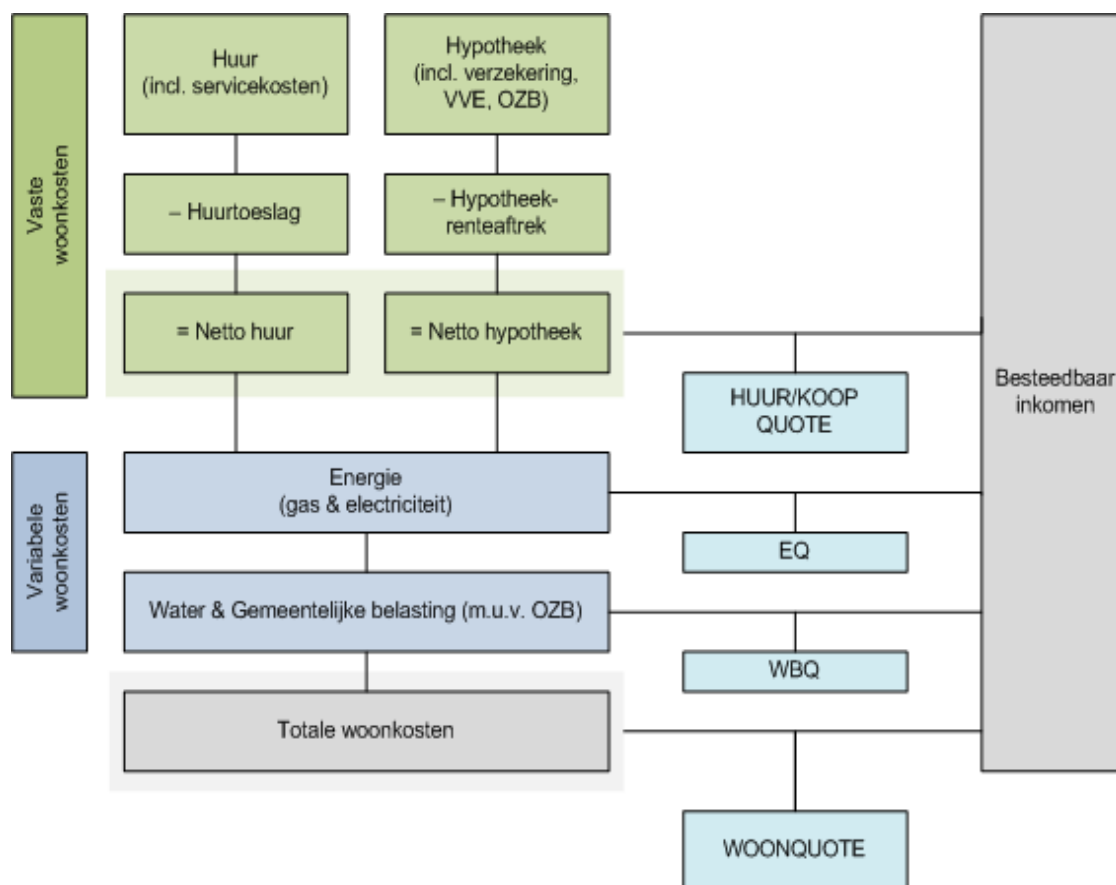 Vaste
woonkosten
Huur
(incl. servicekosten)
Hypotheek
(incl. verzekering,
VVE, OZB)
– Huurtoeslag
– Hypotheek-
renteaftrek
= Netto huur
= Netto hypotheek
HUUR/KOOP
QUOTE
Besteedbaar
inkomen
Variabele
woonkosten
Energie
(gas & electriciteit)
EQ
Water & Gemeentelijke belasting (m.u.v. OZB)
WBQ
Totale woonkosten
WOONQUOTE